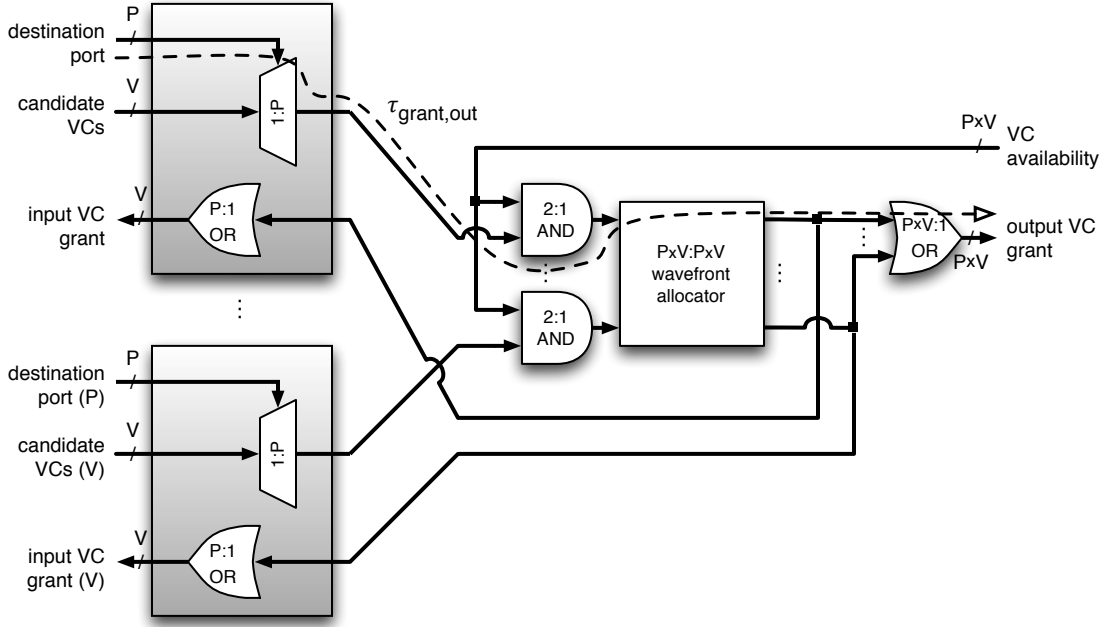 destination
port
P
candidate
VCs
V
1:P
input VC
grant
V
P:1
OR
τgrant,out
PxV
VC
availability
2:1
AND
2:1
AND
PxV:PxV
wavefront
allocator
PxV:1
OR
PxV
output VC
grant
destination
port (P)
P
candidate
VCs (V)
V
1:P
input VC
grant (V)
V
P:1
OR